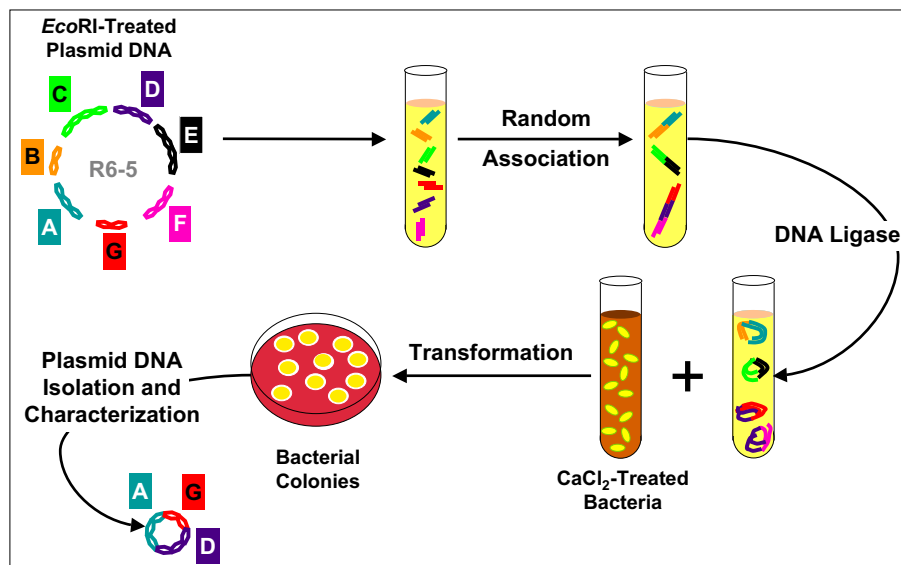 EcoRI-Treated
Plasmid DNA
C
D
B
E
R6-5
A
F
G
Random
Association
DNA Ligase
Transformation
+
Plasmid DNA
Isolation and
Characterization
Bacterial
Colonies
CaCl₂-Treated
Bacteria
A
G
D